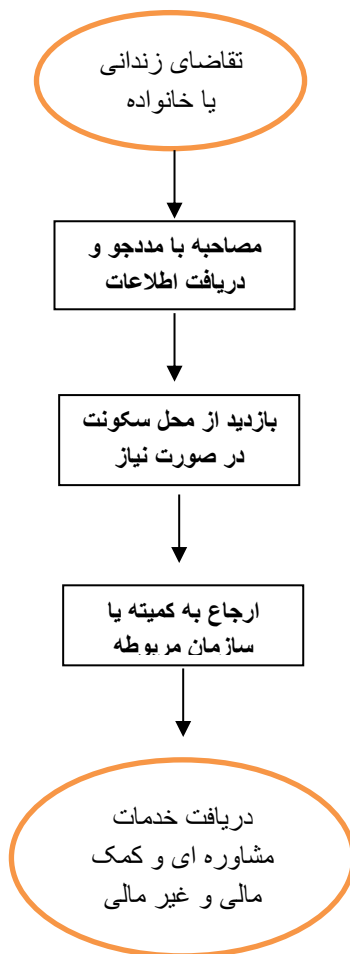 تقاضای زندانی
یا خانواده
مصاحبه با مددجو و
دریافت اطلاعات
بازدید از محل سکونت
در صورت نیاز
ارجاع به کمیته یا
سازمان مربوطه
دریافت خدمات
مشاوره ای و کمک
مالی و غیر مالی